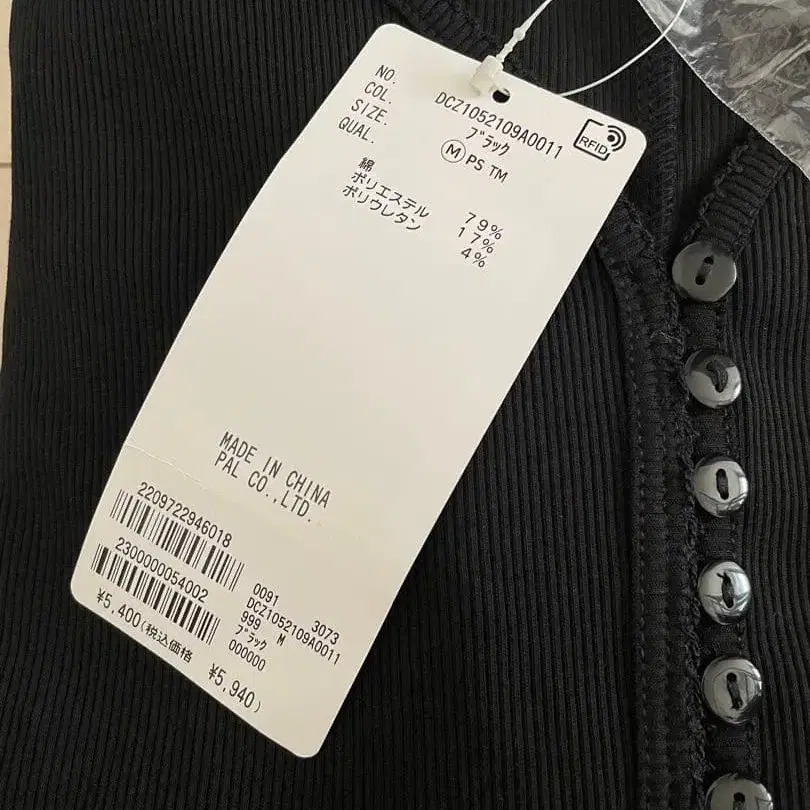 NO. DCZ1052109A0011
COL. ブラック
SIZE. M PS TM
QUAL.
綿 79%
ポリエステル 17%
ポリウレタン 4%
RFID
MADE IN CHINA
PAL CO.,LTD.
2209722946018
2300000054002
0091 3073
DCZ1052109A0011
999 M
ブラック
000000
¥5,400(税込価格 ¥5,940)